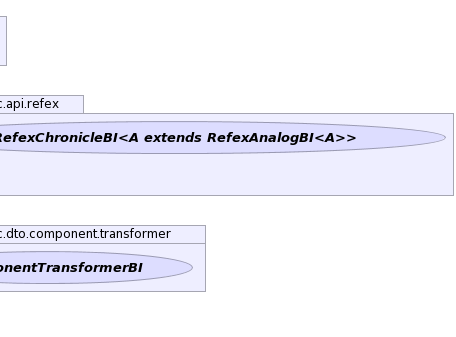 c.api.refex
RefexChronicleBI<A extends RefexAnalogBI<A>>
c.dto.component.transformer
onentTransformerBI